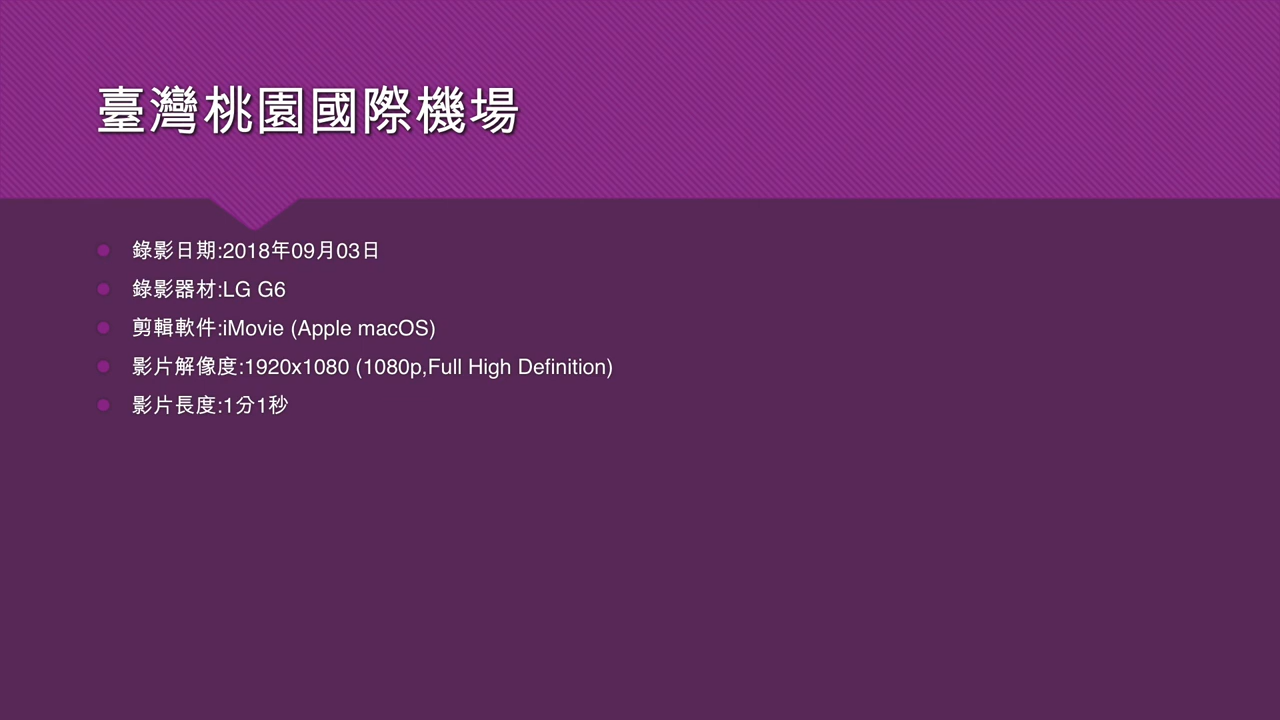 臺灣桃園國際機場
錄影日期:2018年09月03日
錄影器材:LG G6
剪輯軟件:iMovie (Apple macOS)
影片解像度:1920x1080 (1080p,Full High Definition)
影片長度:1分1秒